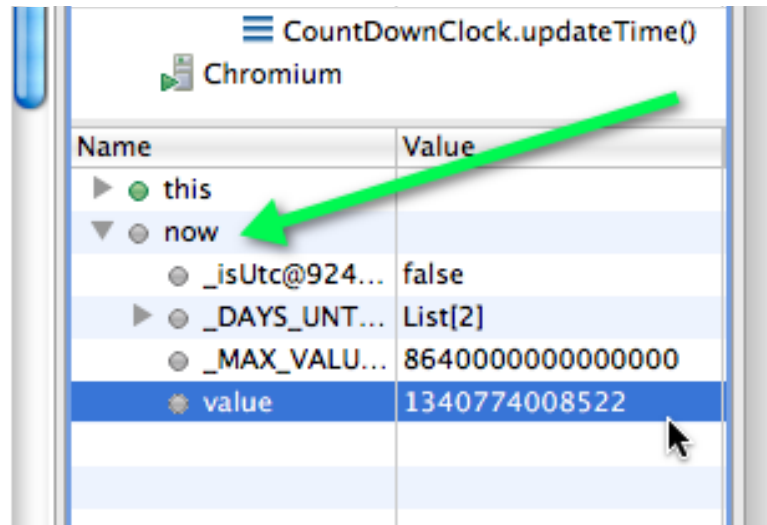 CountDownClock.updateTime()
Chromium
Name Value
this
now
_isUtc@924... false
_DAYS_UNT... List[2]
_MAX_VALU... 8640000000000000
value 1340774008522